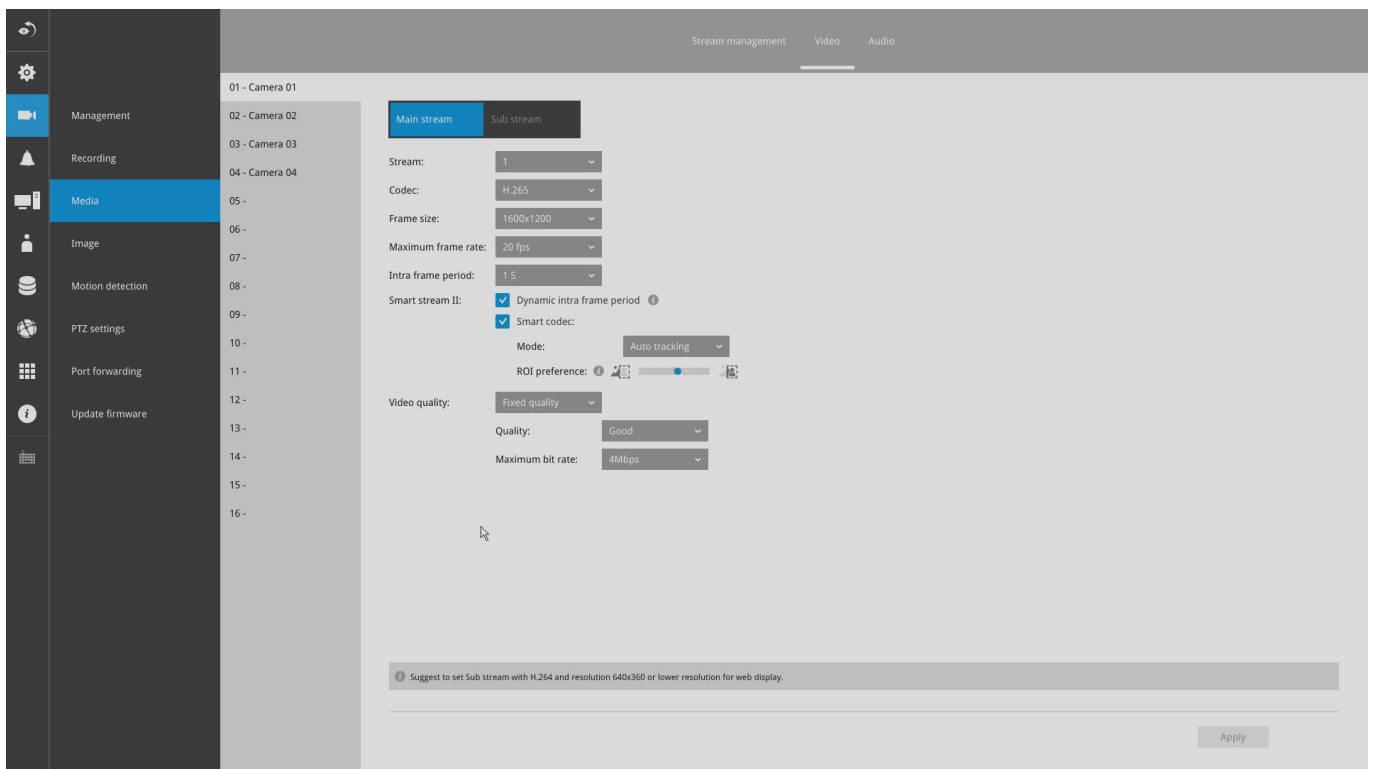 Stream management Video Audio
Management
Recording
Media
Image
Motion detection
PTZ settings
Port forwarding
Update firmware
01 - Camera 01
02 - Camera 02
03 - Camera 03
04 - Camera 04
05 -
06 -
07 -
08 -
09 -
10 -
11 -
12 -
13 -
14 -
15 -
16 -
Main stream Sub stream
Stream: 1
Codec: H.265
Frame size: 1600x1200
Maximum frame rate: 20 fps
Intra frame period: 1 S
Smart stream II: Dynamic intra frame period
Smart codec:
Mode: Auto tracking
ROI preference:
Video quality: Fixed quality
Quality: Good
Maximum bit rate: 4Mbps
Suggest to set Sub stream with H.264 and resolution 640x360 or lower resolution for web display.
Apply